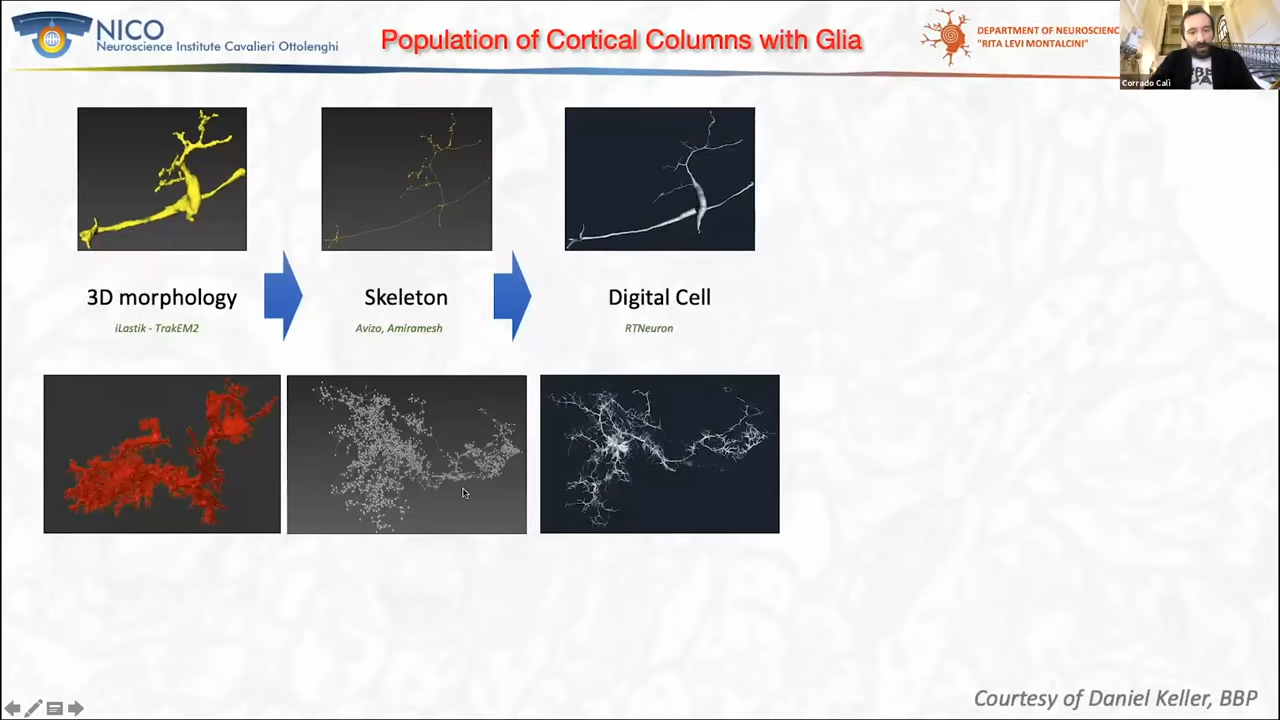 NICO
Neuroscience Institute Cavalieri Ottolenghi
Population of Cortical Columns with Glia
DEPARTMENT OF NEUROSCIENC
"RITA LEVI MONTALCINI"
Corrado Calì
3D morphology
Skeleton
Digital Cell
iLastik - TrakEM2
Avizo, Amiramesh
RTNeuron
Courtesy of Daniel Keller, BBP